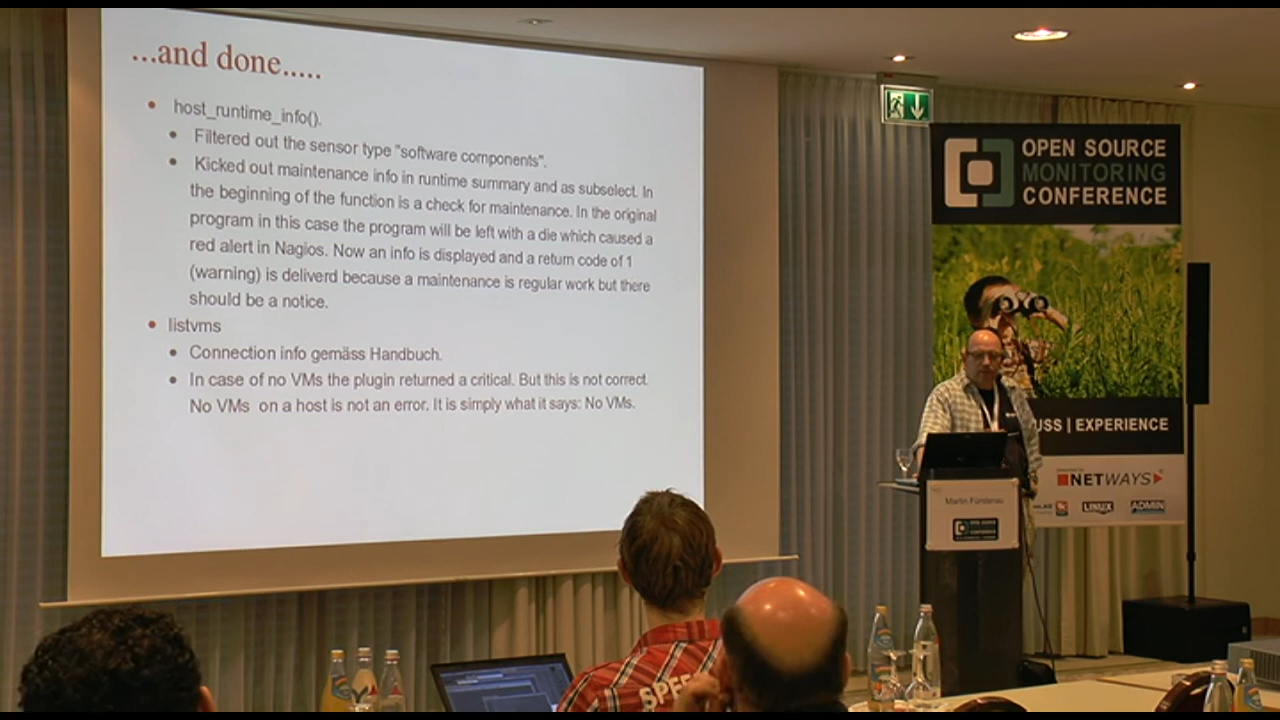 ...and done.....
host_runtime_info().
Filtered out the sensor type "software components".
Kicked out maintenance info in runtime summary and as subselect. In
the beginning of the function is a check for maintenance. In the original
program in this case the program will be left with a die which caused a
red alert in Nagios. Now an info is displayed and a return code of 1
(warning) is deliverd because a maintenance is regular work but there
should be a notice.
listvms
Connection info gemäss Handbuch.
In case of no VMs the plugin returned a critical. But this is not correct.
No VMs on a host is not an error. It is simply what it says: No VMs.
OPEN SOURCE
MONITORING
CONFERENCE
USS | EXPERIENCE
NETWAYS
LINUX
ADMIN
Martin Fürstenau
OPEN SOURCE
CONFERENCE